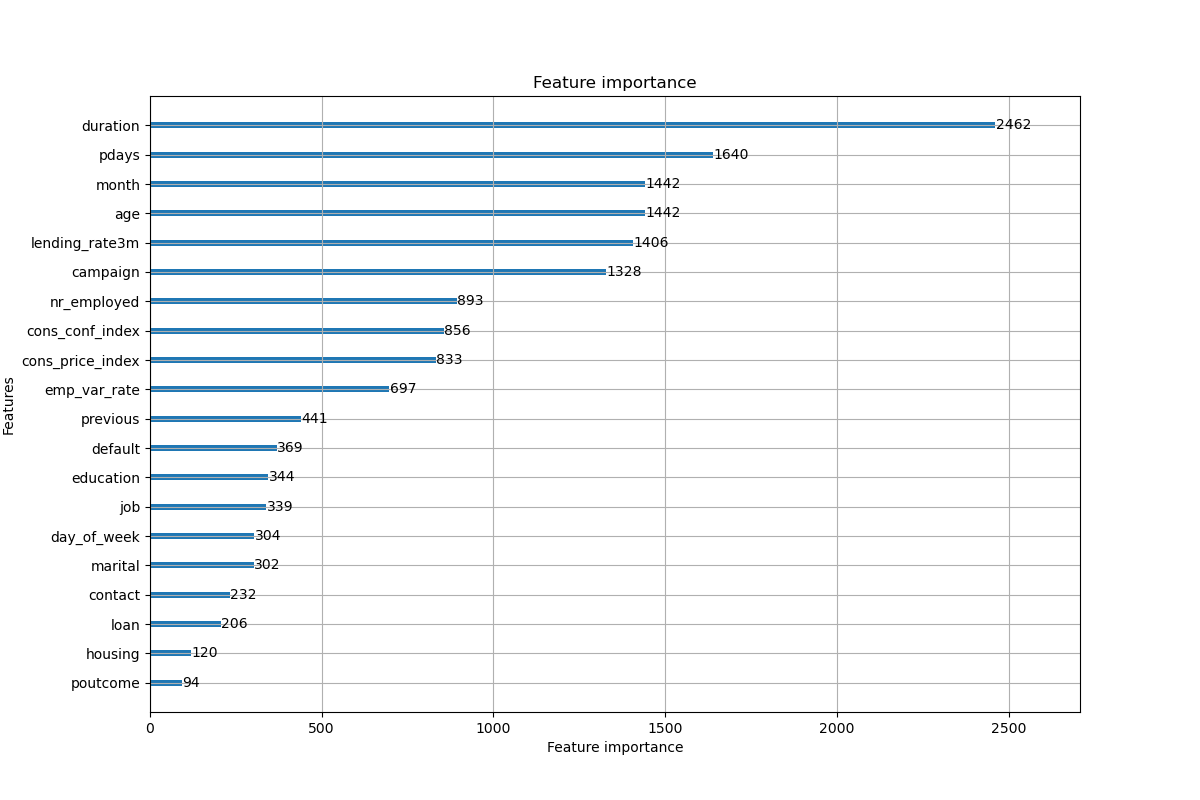 Feature importance
duration 2462
pdays 1640
month 1442
age 1442
lending_rate3m 1406
campaign 1328
nr_employed 893
cons_conf_index 856
cons_price_index 833
emp_var_rate 697
previous 441
default 369
education 344
job 339
day_of_week 304
marital 302
contact 232
loan 206
housing 120
poutcome 94
Features
0 500 1000 1500 2000 2500
Feature importance